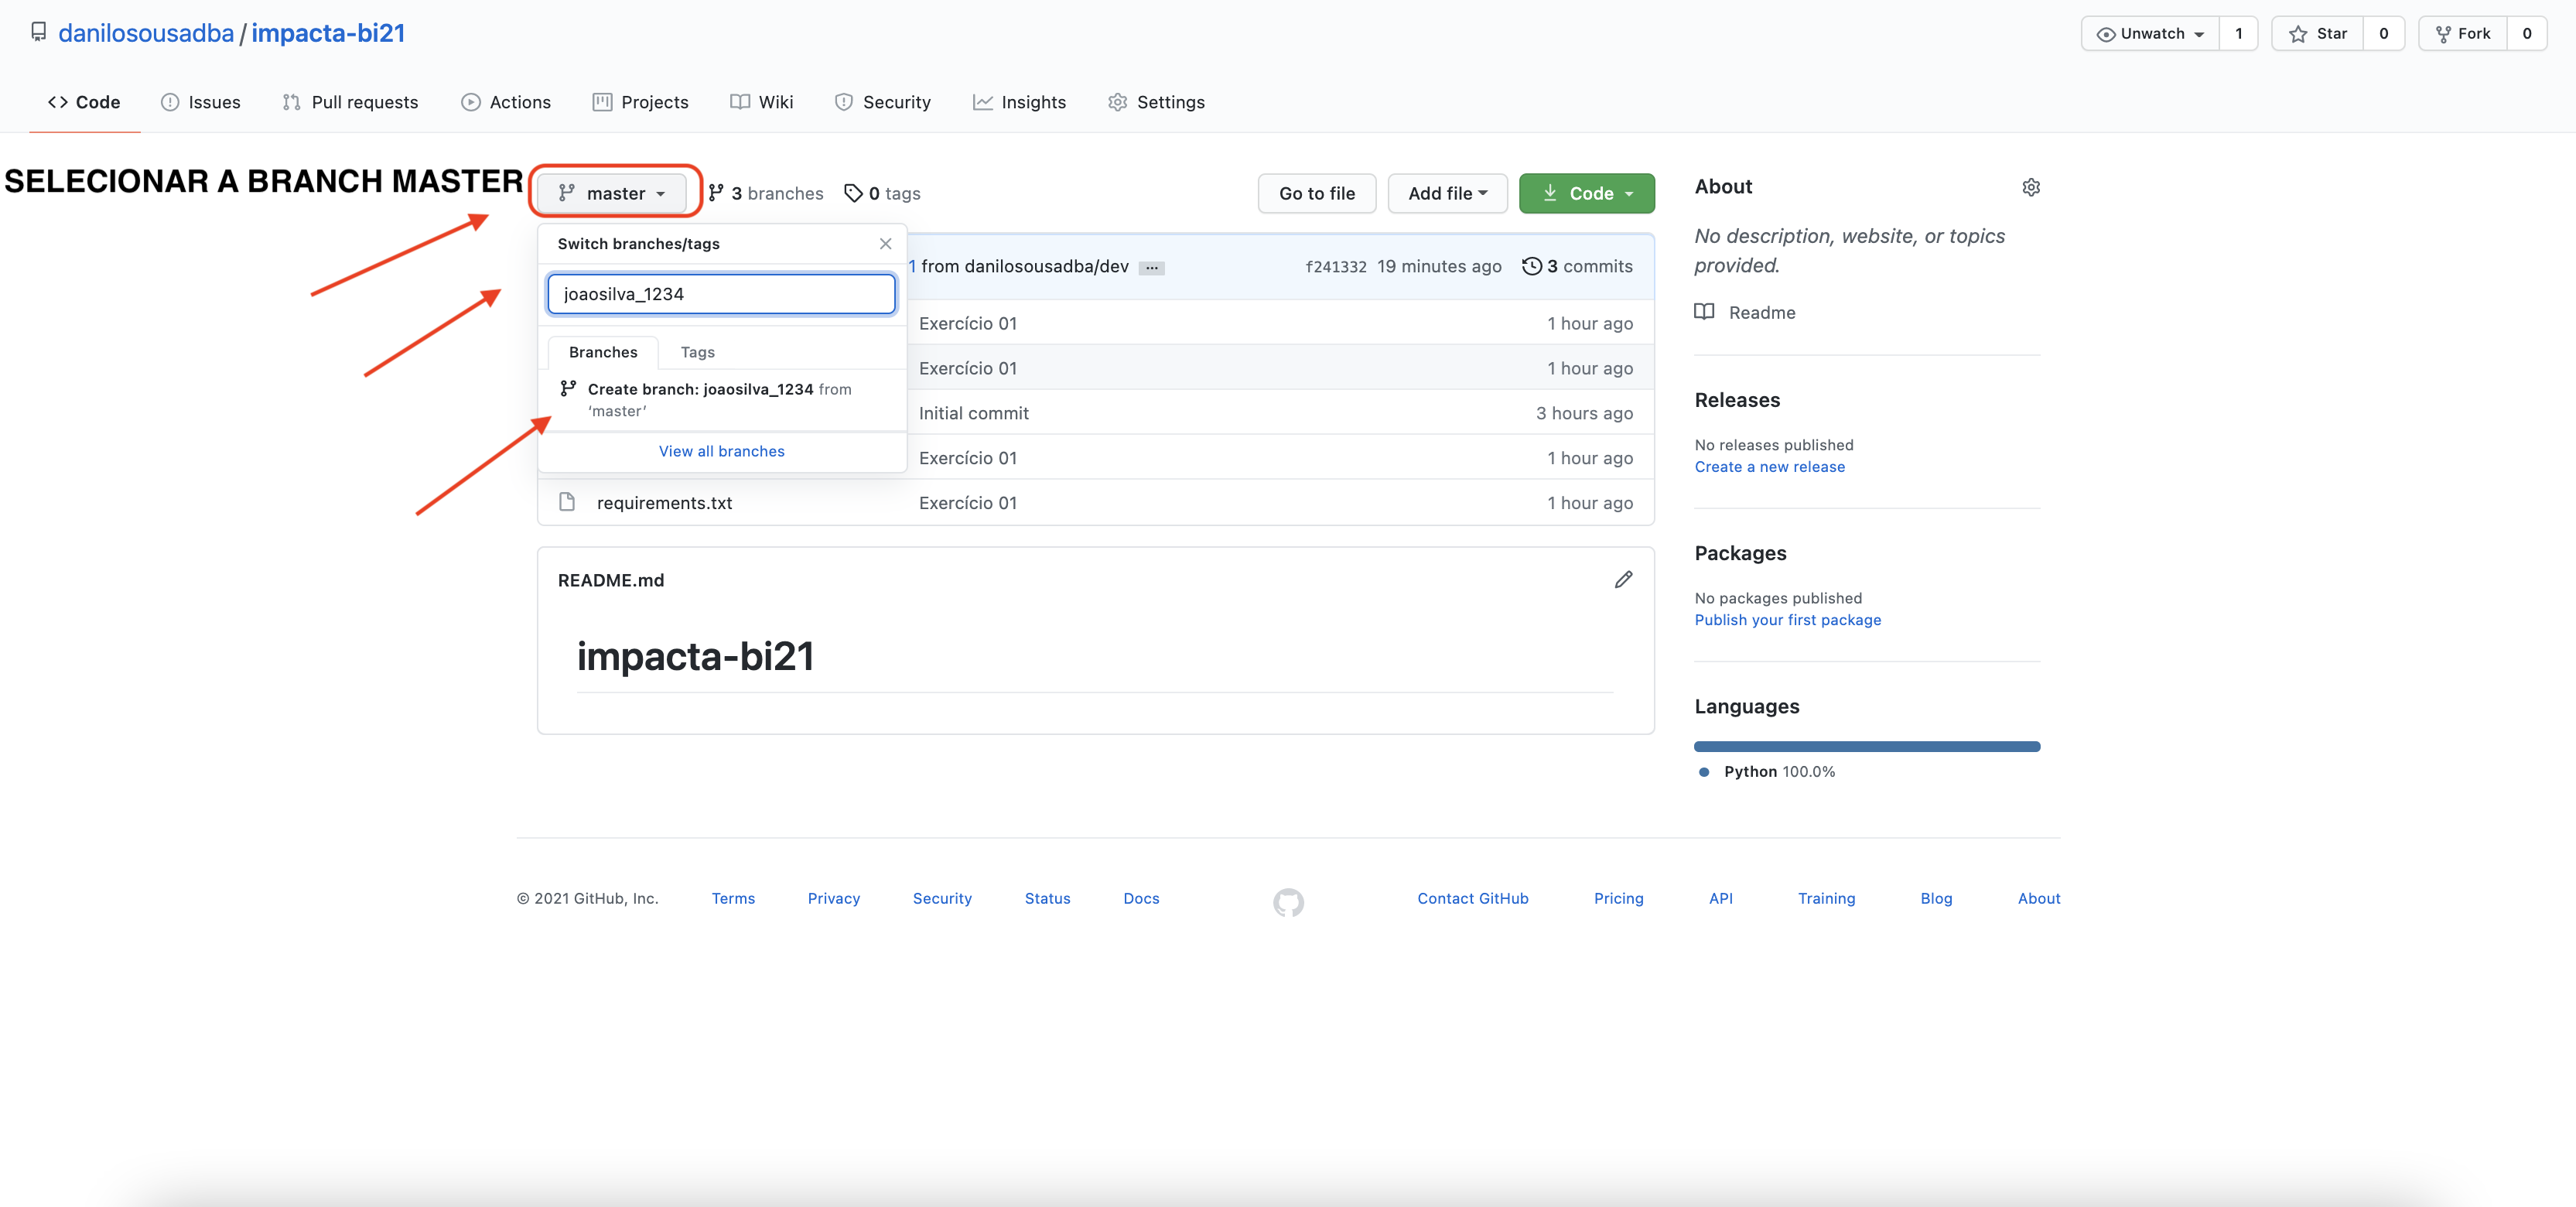 danilosousadba / impacta-bi21
Unwatch 1 Star 0 Fork 0
Code Issues Pull requests Actions Projects Wiki Security Insights Settings
SELECIONAR A BRANCH MASTER
master 3 branches 0 tags Go to file Add file Code
Switch branches/tags
joaosilva_1234
Branches Tags
Create branch: joaosilva_1234 from
‘master’
View all branches
1 from danilosousadba/dev ... f241332 19 minutes ago 3 commits
Exercício 01 1 hour ago
Exercício 01 1 hour ago
Initial commit 3 hours ago
Exercício 01 1 hour ago
requirements.txt Exercício 01 1 hour ago
README.md
impacta-bi21
About
No description, website, or topics
provided.
Readme
Releases
No releases published
Create a new release
Packages
No packages published
Publish your first package
Languages
Python 100.0%
© 2021 GitHub, Inc. Terms Privacy Security Status Docs Contact GitHub Pricing API Training Blog About